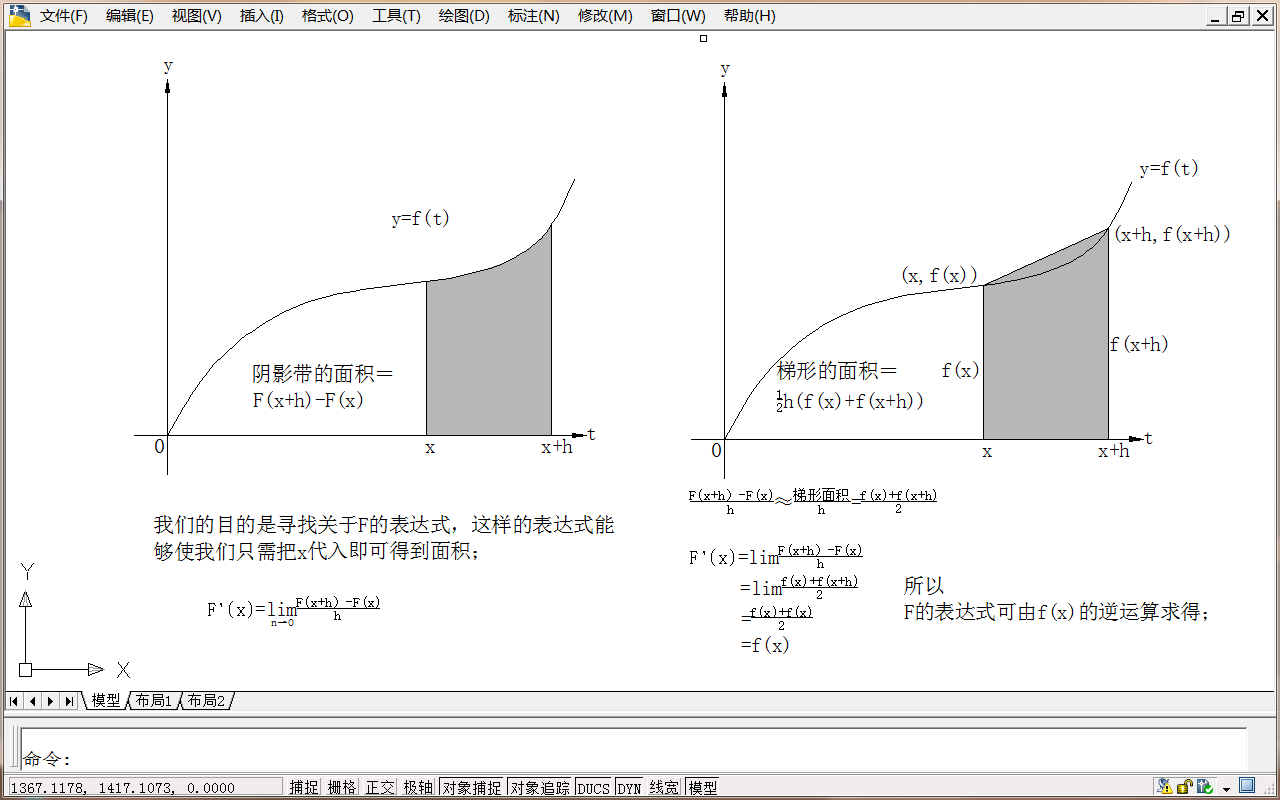 文件(F) 编辑(E) 视图(V) 插入(I) 格式(O) 工具(T) 绘图(D) 标注(N) 修改(M) 窗口(W) 帮助(H)
y
y=f(t)
阴影带的面积=
F(x+h)-F(x)
0
x
x+h
t
我们的目的是寻找关于F的表达式，这样的表达式能
够使我们只需把x代入即可得到面积；
F'(x)=lim n→0 F(x+h)-F(x)/h
y
y=f(t)
(x+h,f(x+h))
(x,f(x))
f(x+h)
梯形的面积=
f(x)
1/2h(f(x)+f(x+h))
0
x
x+h
t
F(x+h)-F(x)/h≈梯形面积/h=f(x)+f(x+h)/2
F'(x)=limF(x+h)-F(x)/h
=limf(x)+f(x+h)/2
=f(x)+f(x)/2
=f(x)
所以
F的表达式可由f(x)的逆运算求得；
Y
X
模型 布局1 布局2
命令:
1367.1178, 1417.1073, 0.0000 捕捉 栅格 正交 极轴 对象捕捉 对象追踪 DUCS DYN 线宽 模型